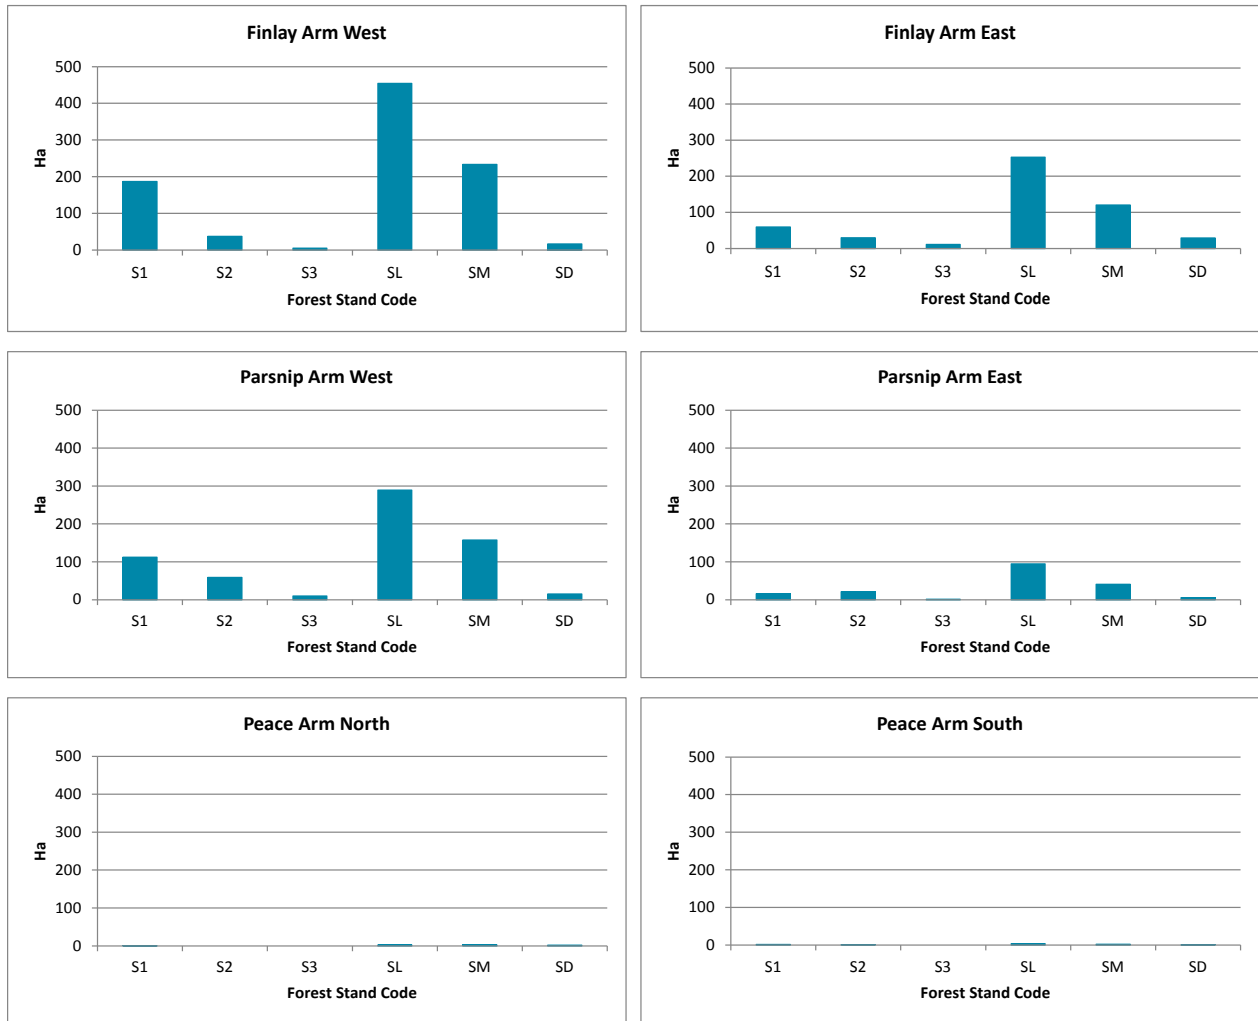 Finlay Arm West
500
400
300
200
100
0
Ha
S1 S2 S3 SL SM SD
Forest Stand Code
Finlay Arm East
500
400
300
200
100
0
Ha
S1 S2 S3 SL SM SD
Forest Stand Code
Parsnip Arm West
500
400
300
200
100
0
Ha
S1 S2 S3 SL SM SD
Forest Stand Code
Parsnip Arm East
500
400
300
200
100
0
Ha
S1 S2 S3 SL SM SD
Forest Stand Code
Peace Arm North
500
400
300
200
100
0
Ha
S1 S2 S3 SL SM SD
Forest Stand Code
Peace Arm South
500
400
300
200
100
0
Ha
S1 S2 S3 SL SM SD
Forest Stand Code